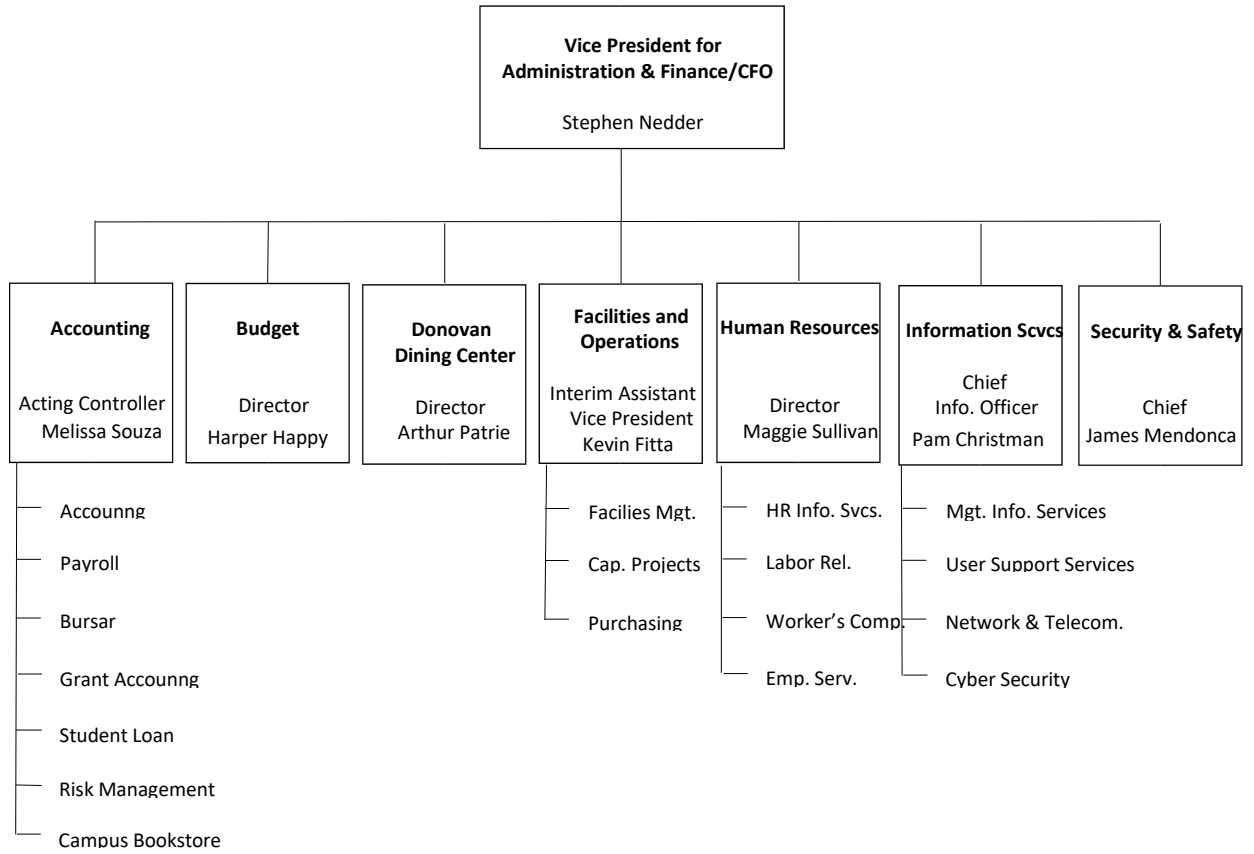 Vice President for
Administration & Finance/CFO
Stephen Nedder
Accounting
Acting Controller
Melissa Souza
Budget
Director
Harper Happy
Donovan
Dining Center
Director
Arthur Patrie
Facilities and
Operations
Interim Assistant
Vice President
Kevin Fitta
Human Resources
Director
Maggie Sullivan
Information Scvcs
Chief
Info. Officer
Pam Christman
Security & Safety
Chief
James Mendonca
Accounng
Payroll
Bursar
Grant Accounng
Student Loan
Risk Management
Campus Bookstore
Facilies Mgt.
Cap. Projects
Purchasing
HR Info. Svcs.
Labor Rel.
Worker’s Comp.
Emp. Serv.
Mgt. Info. Services
User Support Services
Network & Telecom.
Cyber Security